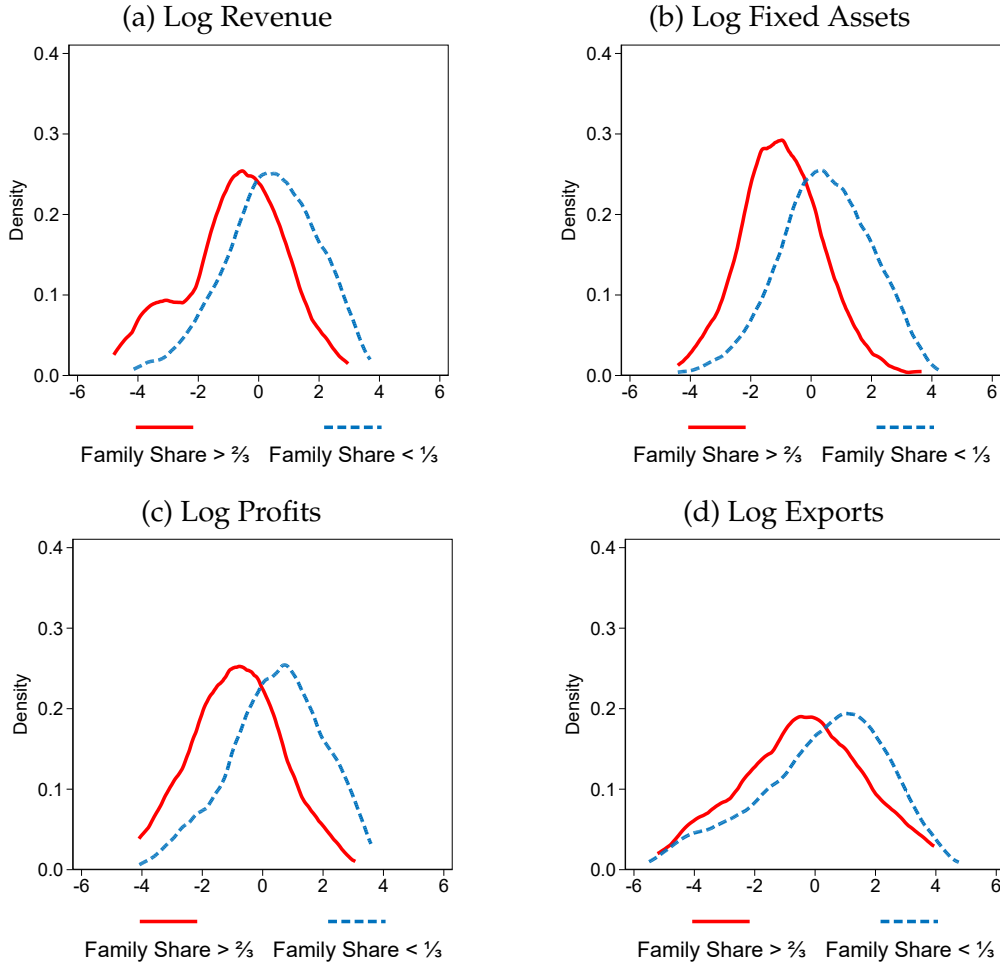 (a) Log Revenue
0.4
0.3
0.2
0.1
0.0
Density
-6 -4 -2 0 2 4 6
Family Share > ⅔ Family Share < ⅓
(b) Log Fixed Assets
0.4
0.3
0.2
0.1
0.0
Density
-6 -4 -2 0 2 4 6
Family Share > ⅔ Family Share < ⅓
(c) Log Profits
0.4
0.3
0.2
0.1
0.0
Density
-6 -4 -2 0 2 4 6
Family Share > ⅔ Family Share < ⅓
(d) Log Exports
0.4
0.3
0.2
0.1
0.0
Density
-6 -4 -2 0 2 4 6
Family Share > ⅔ Family Share < ⅓